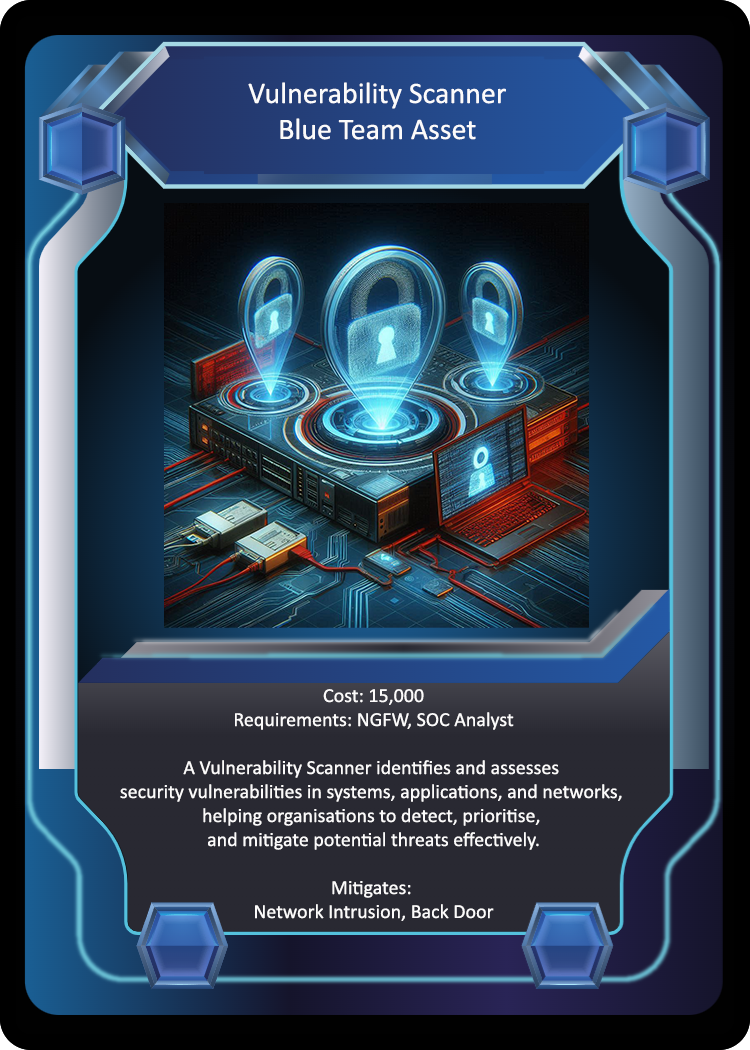 Vulnerability Scanner
Blue Team Asset
Cost: 15,000
Requirements: NGFW, SOC Analyst
A Vulnerability Scanner identifies and assesses
security vulnerabilities in systems, applications, and networks,
helping organisations to detect, prioritise,
and mitigate potential threats effectively.
Mitigates:
Network Intrusion, Back Door